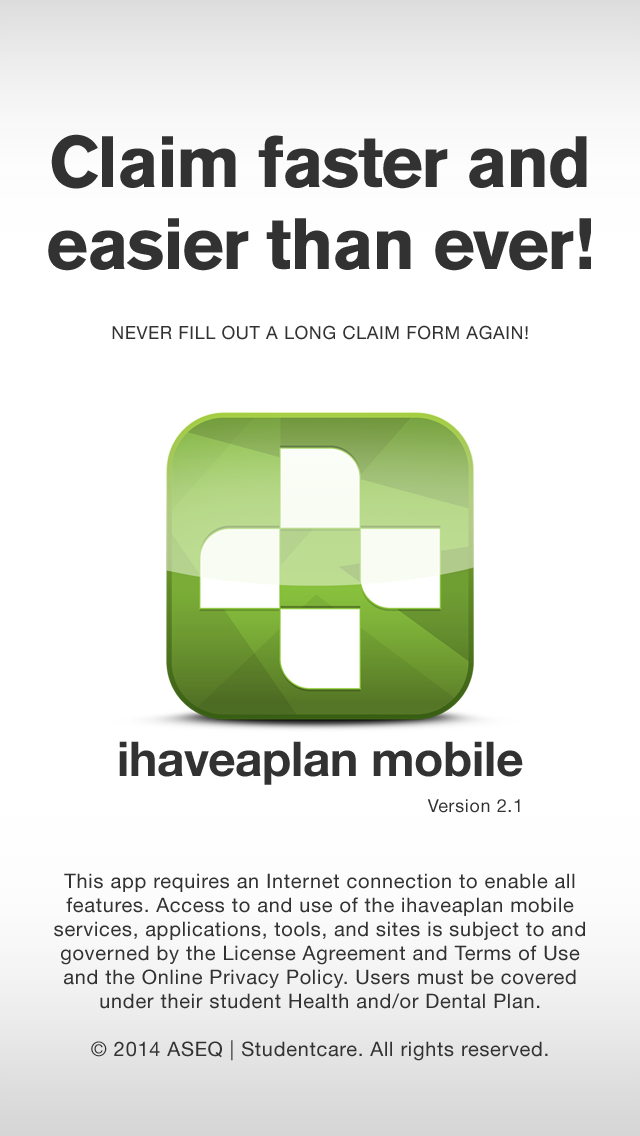 Claim faster and
easier than ever!
NEVER FILL OUT A LONG CLAIM FORM AGAIN!
ihaveaplan mobile
Version 2.1
This app requires an Internet connection to enable all
features. Access to and use of the ihaveaplan mobile
services, applications, tools, and sites is subject to and
governed by the License Agreement and Terms of Use
and the Online Privacy Policy. Users must be covered
under their student Health and/or Dental Plan.
© 2014 ASEQ | Studentcare. All rights reserved.